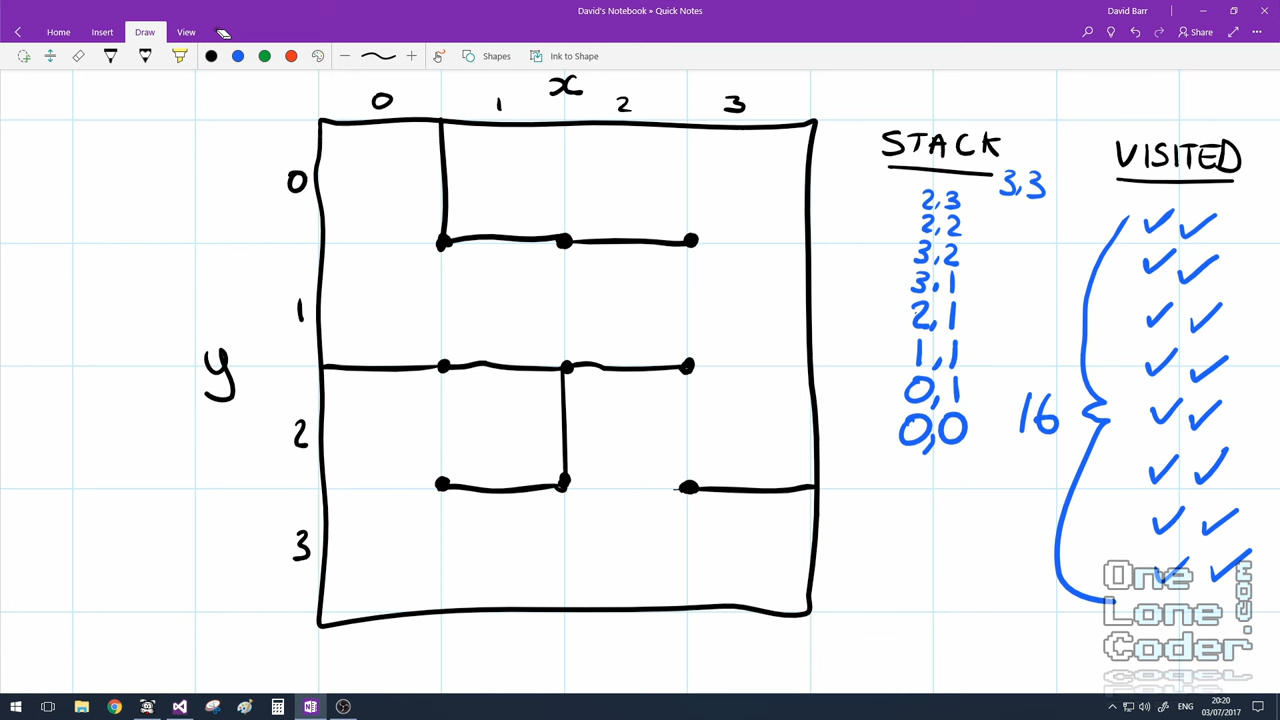 David's Notebook » Quick Notes
David Barr
Home
Insert
Draw
View
Share
Shapes
Ink to Shape
x
0 1 2 3
0
1
y
2
3
STACK
3,3
2,3
2,2
3,2
3,1
2,1
1,1
0,1
0,0
16
VISITED
One
Lone
Coder
.com
ENG
20:20
03/07/2017